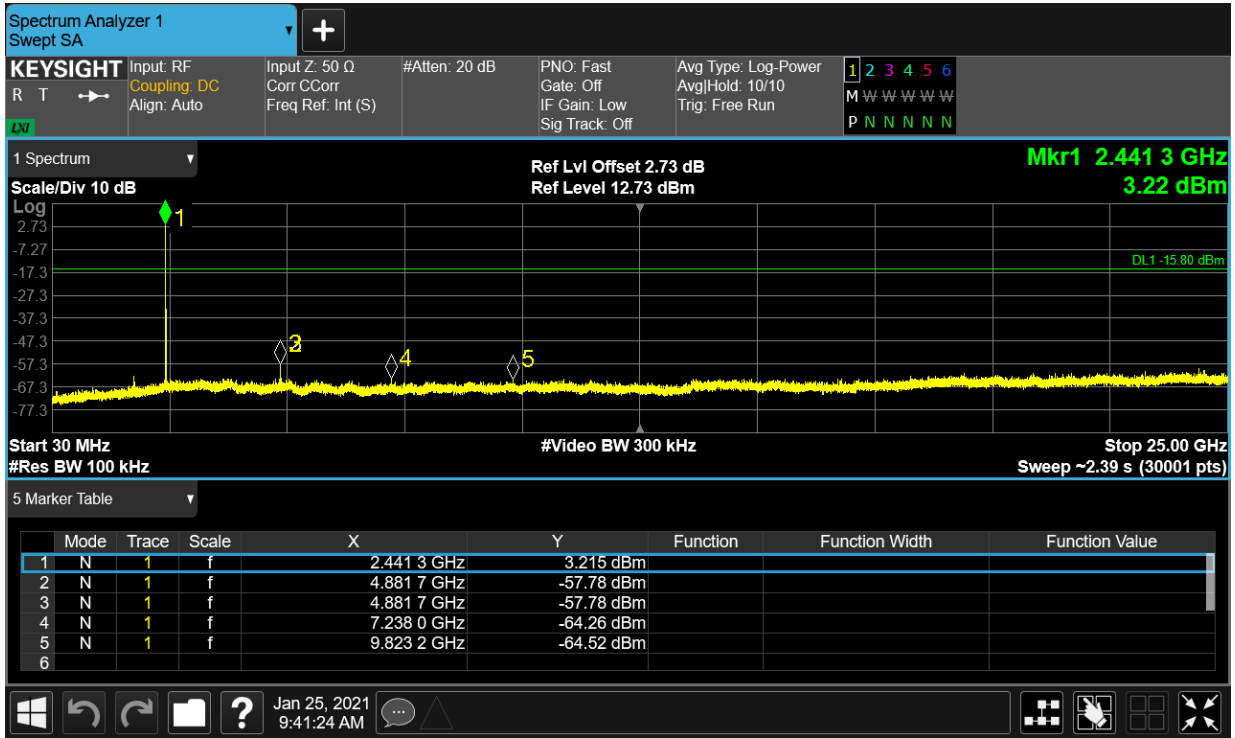 Spectrum Analyzer 1
Swept SA
KEYSIGHT
R T
LXI
Input: RF
Coupling: DC
Align: Auto
Input Z: 50 Ω
Corr CCorr
Freq Ref: Int (S)
#Atten: 20 dB
PNO: Fast
Gate: Off
IF Gain: Low
Sig Track: Off
Avg Type: Log-Power
Avg|Hold: 10/10
Trig: Free Run
1 2 3 4 5 6
M W W W W W
P N N N N N
1 Spectrum
Scale/Div 10 dB
Ref Lvl Offset 2.73 dB
Ref Level 12.73 dBm
Mkr1 2.441 3 GHz
3.22 dBm
Log
2.73
-7.27
-17.3
-27.3
-37.3
-47.3
-57.3
-67.3
-77.3
1
DL1 -15.80 dBm
4
5
Start 30 MHz
#Res BW 100 kHz
#Video BW 300 kHz
Stop 25.00 GHz
Sweep ~2.39 s (30001 pts)
5 Marker Table
Mode Trace Scale X Y Function Function Width Function Value
1 N 1 f 2.441 3 GHz 3.215 dBm
2 N 1 f 4.881 7 GHz -57.78 dBm
3 N 1 f 4.881 7 GHz -57.78 dBm
4 N 1 f 7.238 0 GHz -64.26 dBm
5 N 1 f 9.823 2 GHz -64.52 dBm
6
?
Jan 25, 2021
9:41:24 AM